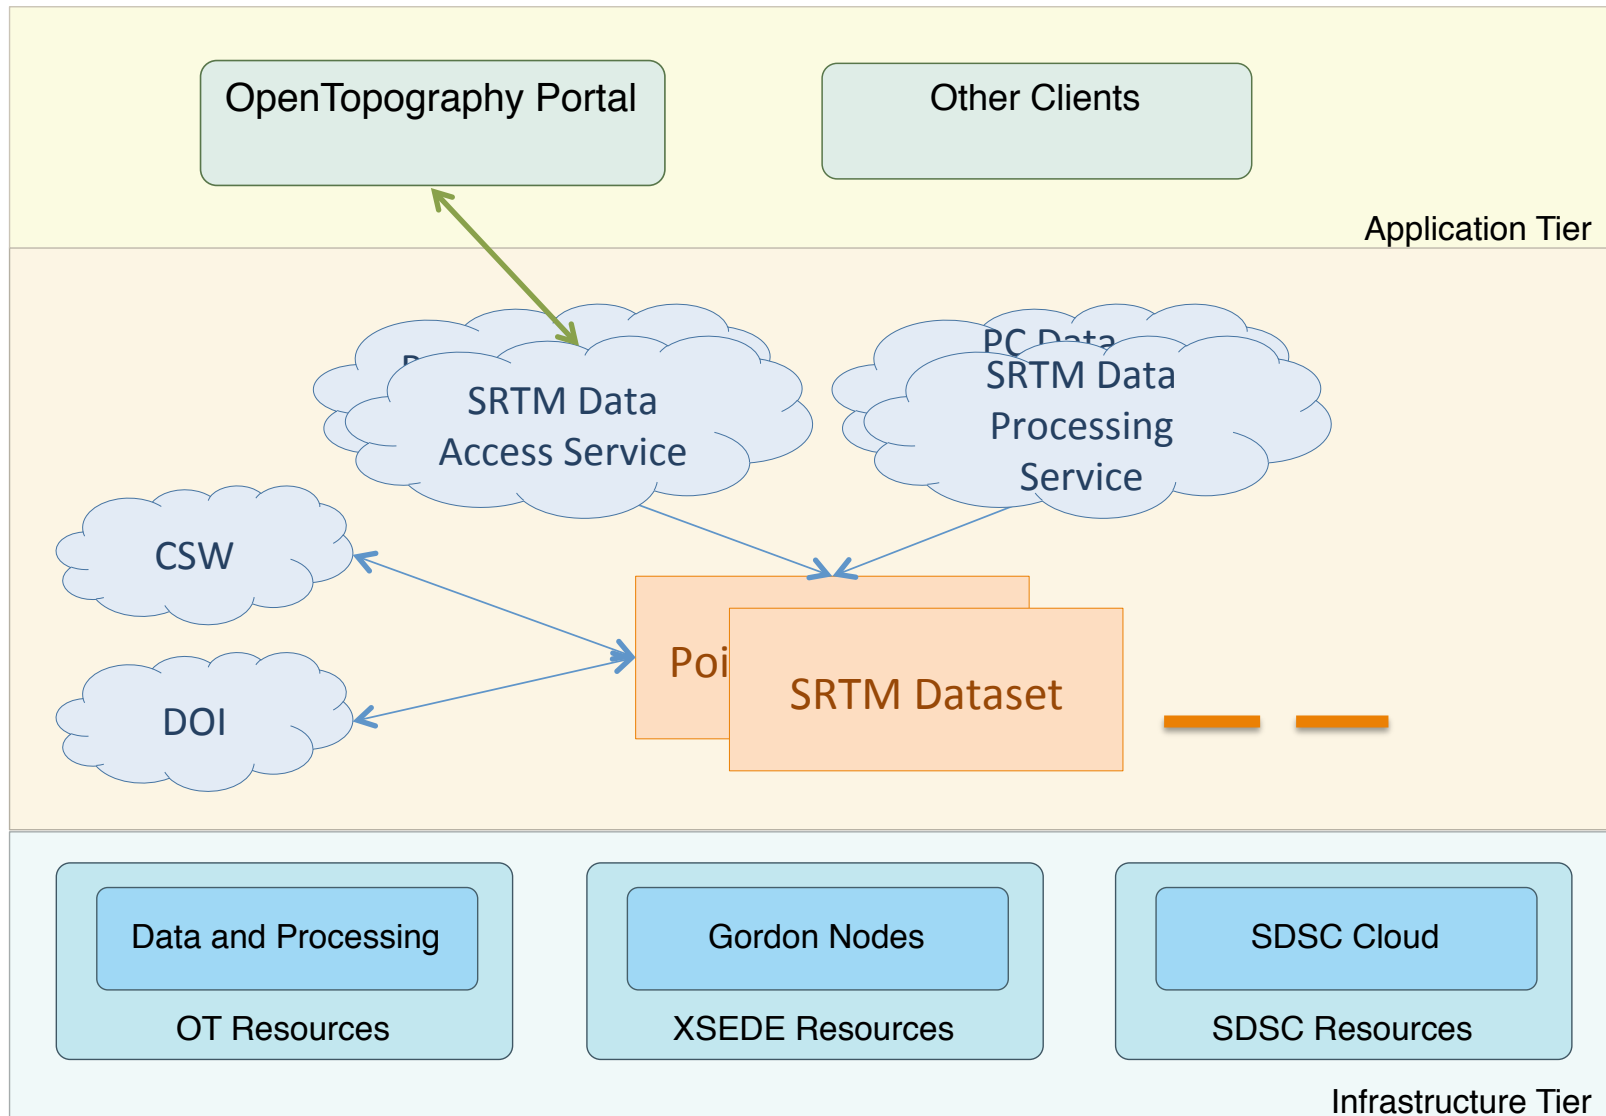 OpenTopography Portal
Other Clients
Application Tier
PC Data
SRTM Data
Access Service
SRTM Data
Processing
Service
CSW
DOI
SRTM Dataset
Data and Processing
OT Resources
Gordon Nodes
XSEDE Resources
SDSC Cloud
SDSC Resources
Infrastructure Tier